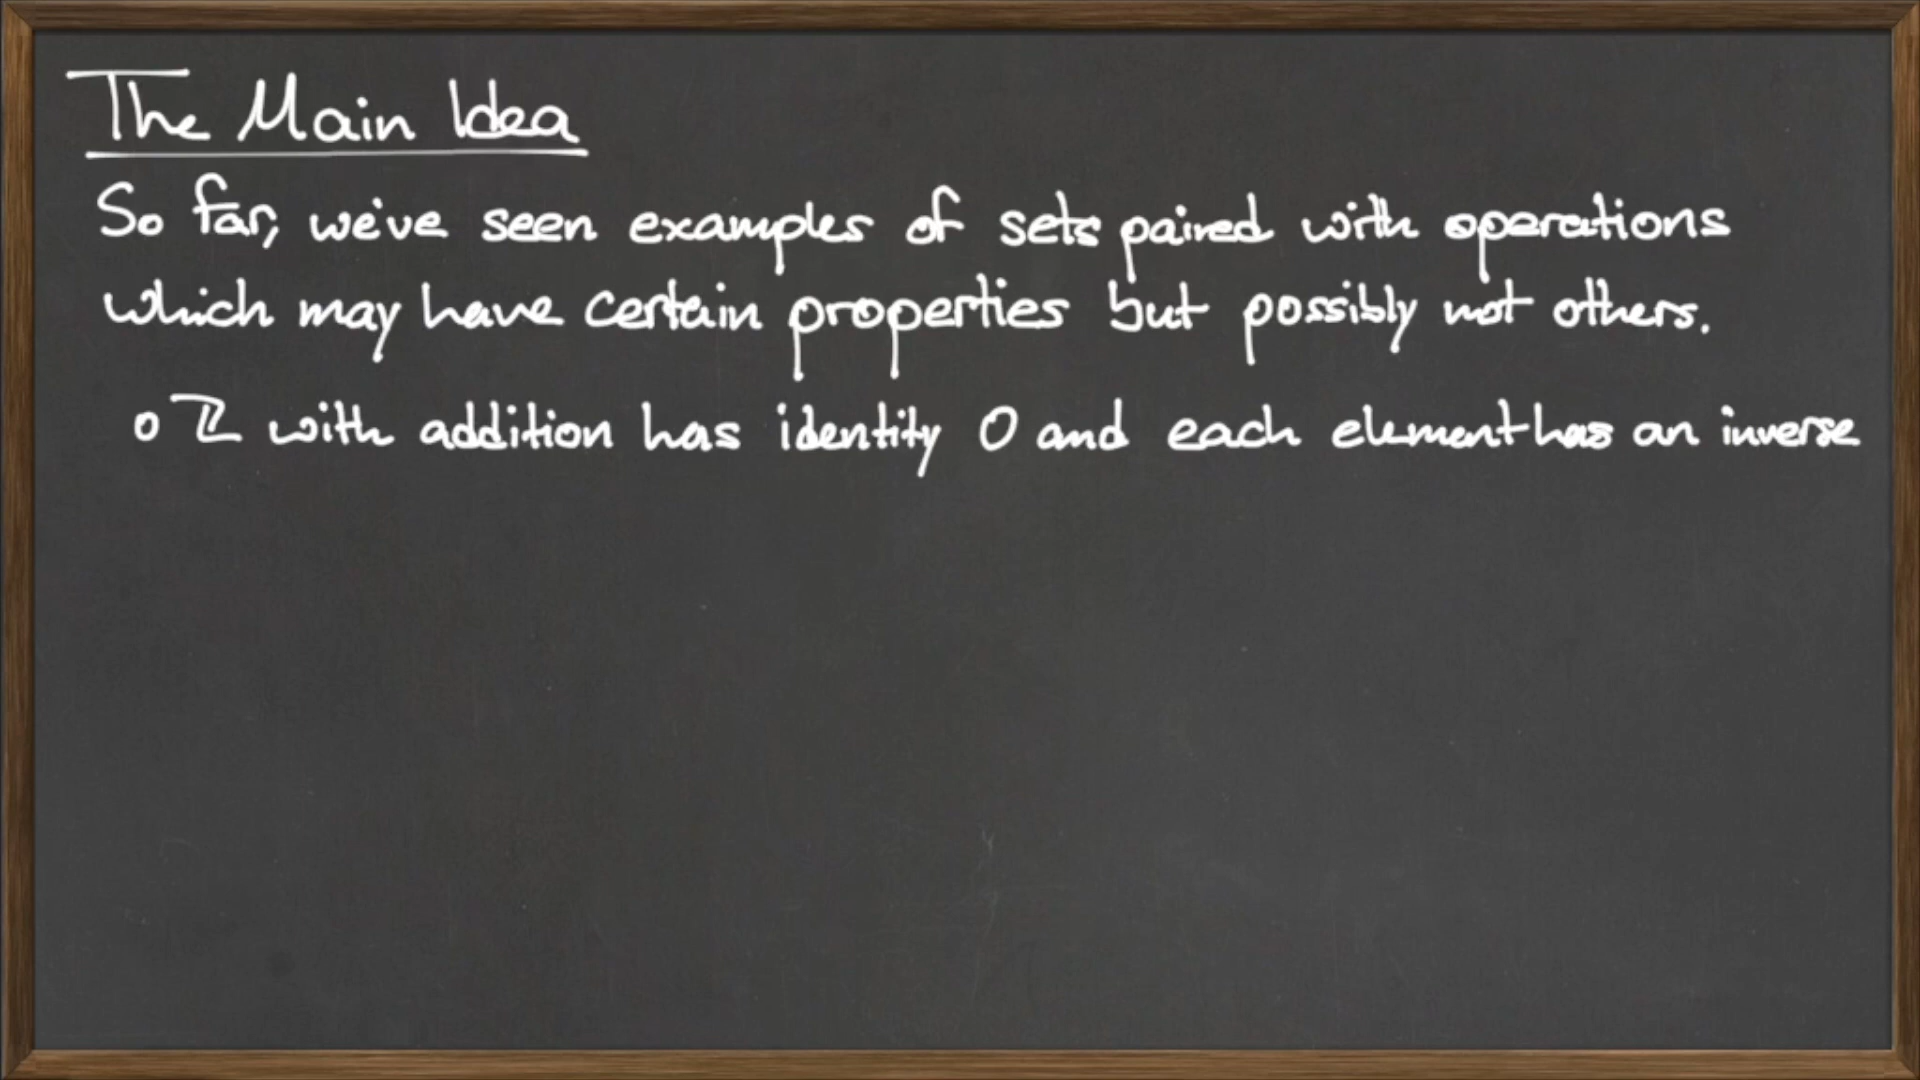 The Main Idea
So far, we've seen examples of sets paired with operations
which may have certain properties but possibly not others.
o ℤ with addition has identity 0 and each element has an inverse